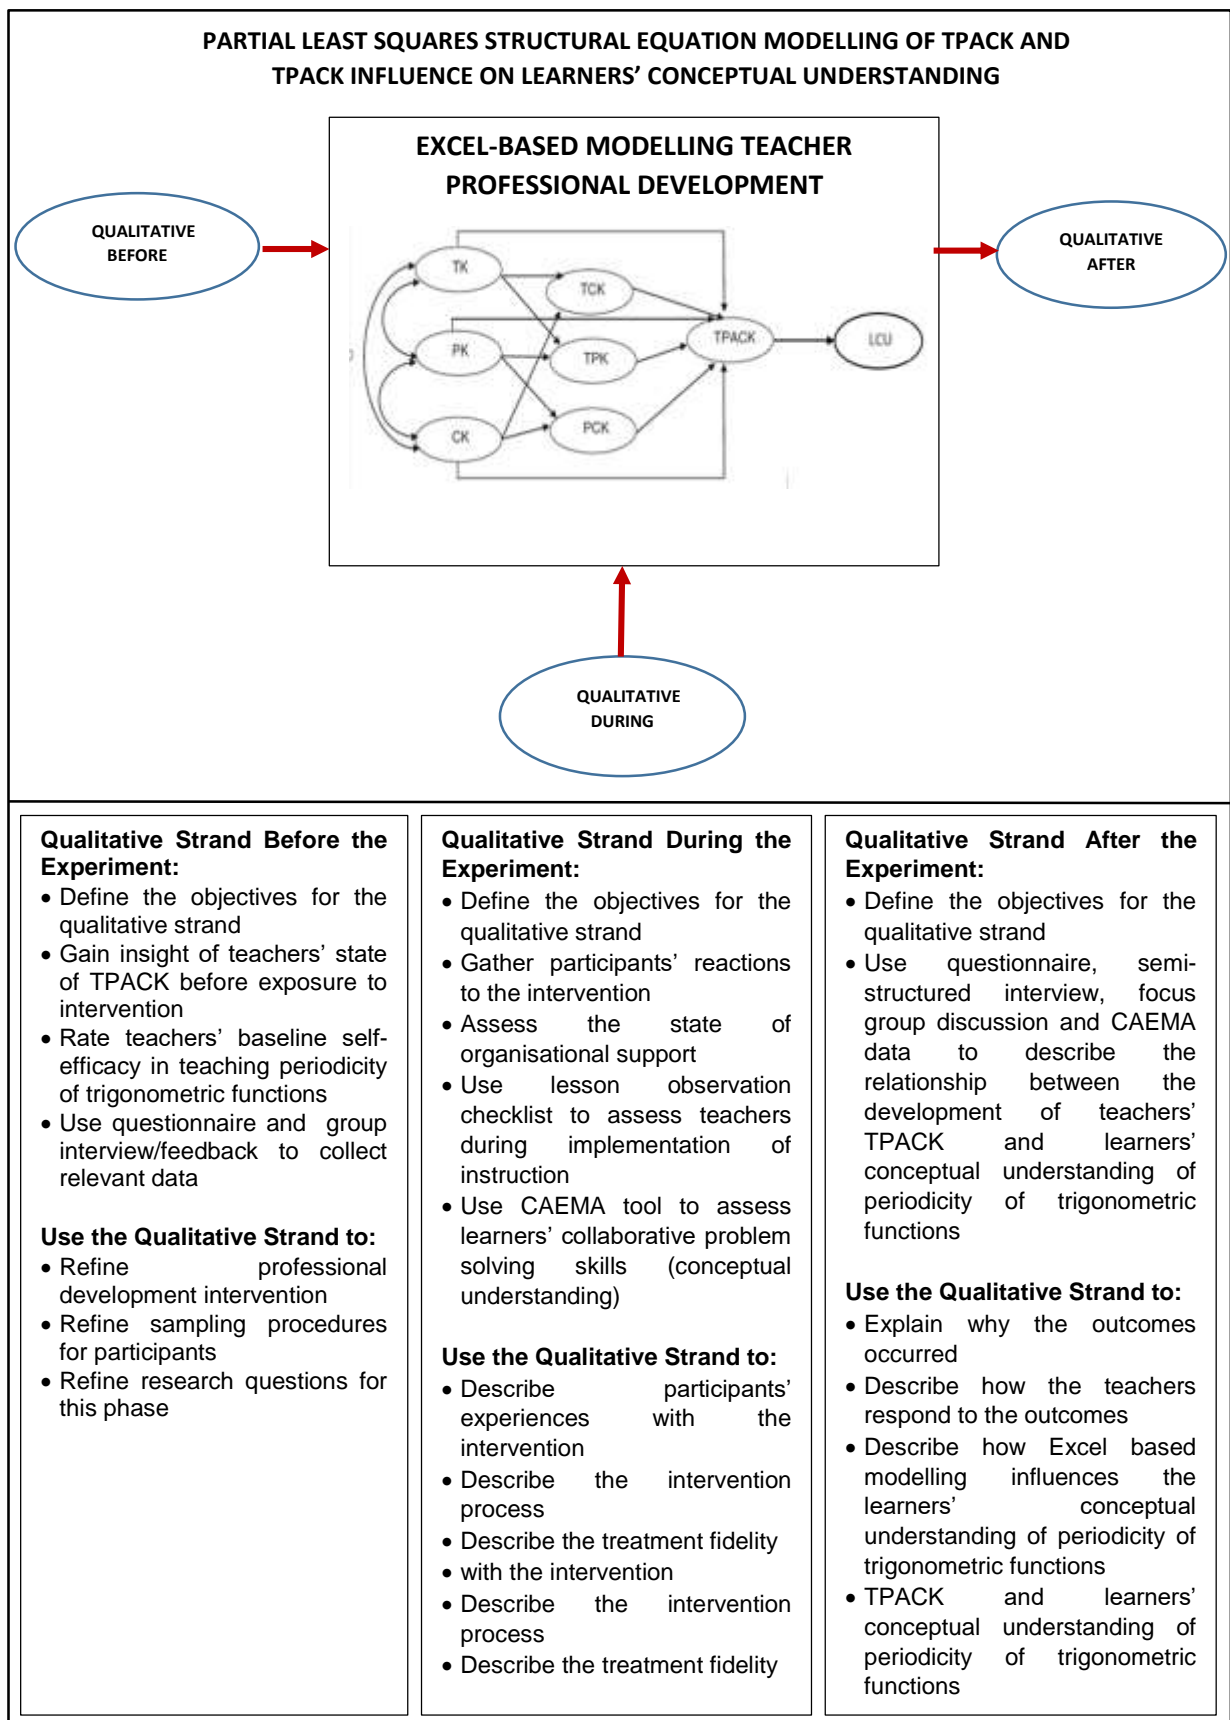 PARTIAL LEAST SQUARES STRUCTURAL EQUATION MODELLING OF TPACK AND
TPACK INFLUENCE ON LEARNERS’ CONCEPTUAL UNDERSTANDING
EXCEL-BASED MODELLING TEACHER
PROFESSIONAL DEVELOPMENT
QUALITATIVE
BEFORE
QUALITATIVE
AFTER
TK
TCK
TPACK
LCU
PK
TPK
CK
PCK
QUALITATIVE
DURING
Qualitative Strand Before the
Experiment:
• Define the objectives for the
qualitative strand
• Gain insight of teachers’ state
of TPACK before exposure to
intervention
• Rate teachers’ baseline self-
efficacy in teaching periodicity
of trigonometric functions
• Use questionnaire and group
interview/feedback to collect
relevant data
Use the Qualitative Strand to:
• Refine professional
development intervention
• Refine sampling procedures
for participants
• Refine research questions for
this phase
Qualitative Strand During the
Experiment:
• Define the objectives for the
qualitative strand
• Gather participants’ reactions
to the intervention
• Assess the state of
organisational support
• Use lesson observation
checklist to assess teachers
during implementation of
instruction
• Use CAEMA tool to assess
learners’ collaborative problem
solving skills (conceptual
understanding)
Use the Qualitative Strand to:
• Describe participants’
experiences with the
intervention
• Describe the intervention
process
• Describe the treatment fidelity
• with the intervention
• Describe the intervention
process
• Describe the treatment fidelity
Qualitative Strand After the
Experiment:
• Define the objectives for the
qualitative strand
• Use questionnaire, semi-
structured interview, focus
group discussion and CAEMA
data to describe the
relationship between the
development of teachers’
TPACK and learners’
conceptual understanding of
periodicity of trigonometric
functions
Use the Qualitative Strand to:
• Explain why the outcomes
occurred
• Describe how the teachers
respond to the outcomes
• Describe how Excel based
modelling influences the
learners’ conceptual
understanding of periodicity of
trigonometric functions
• TPACK and learners’
conceptual understanding of
periodicity of trigonometric
functions